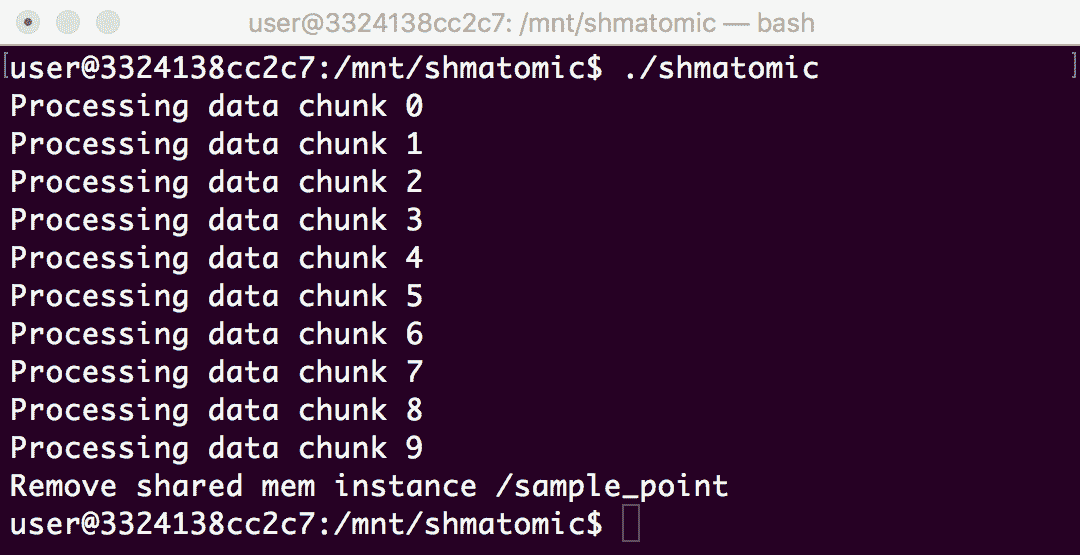 user@3324138cc2c7: /mnt/shmatomic — bash
[user@3324138cc2c7:/mnt/shmatomic$ ./shmatomic ]
Processing data chunk 0
Processing data chunk 1
Processing data chunk 2
Processing data chunk 3
Processing data chunk 4
Processing data chunk 5
Processing data chunk 6
Processing data chunk 7
Processing data chunk 8
Processing data chunk 9
Remove shared mem instance /sample_point
user@3324138cc2c7:/mnt/shmatomic$